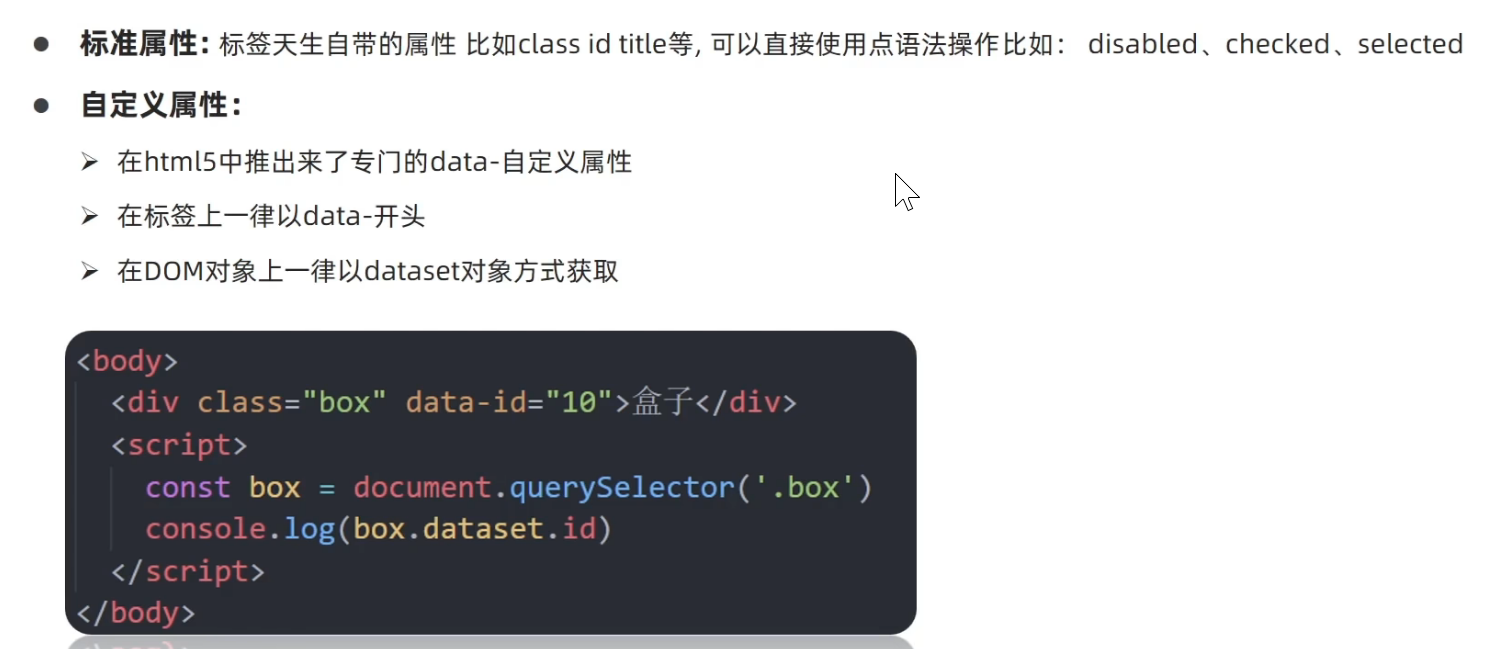 ● 标准属性: 标签天生自带的属性 比如class id title等, 可以直接使用点语法操作比如： disabled、checked、selected
● 自定义属性：
➢ 在html5中推出来了专门的data-自定义属性
➢ 在标签上一律以data-开头
➢ 在DOM对象上一律以dataset对象方式获取
<body>
<div class="box" data-id="10">盒子</div>
<script>
const box = document.querySelector('.box')
console.log(box.dataset.id)
</script>
</body>